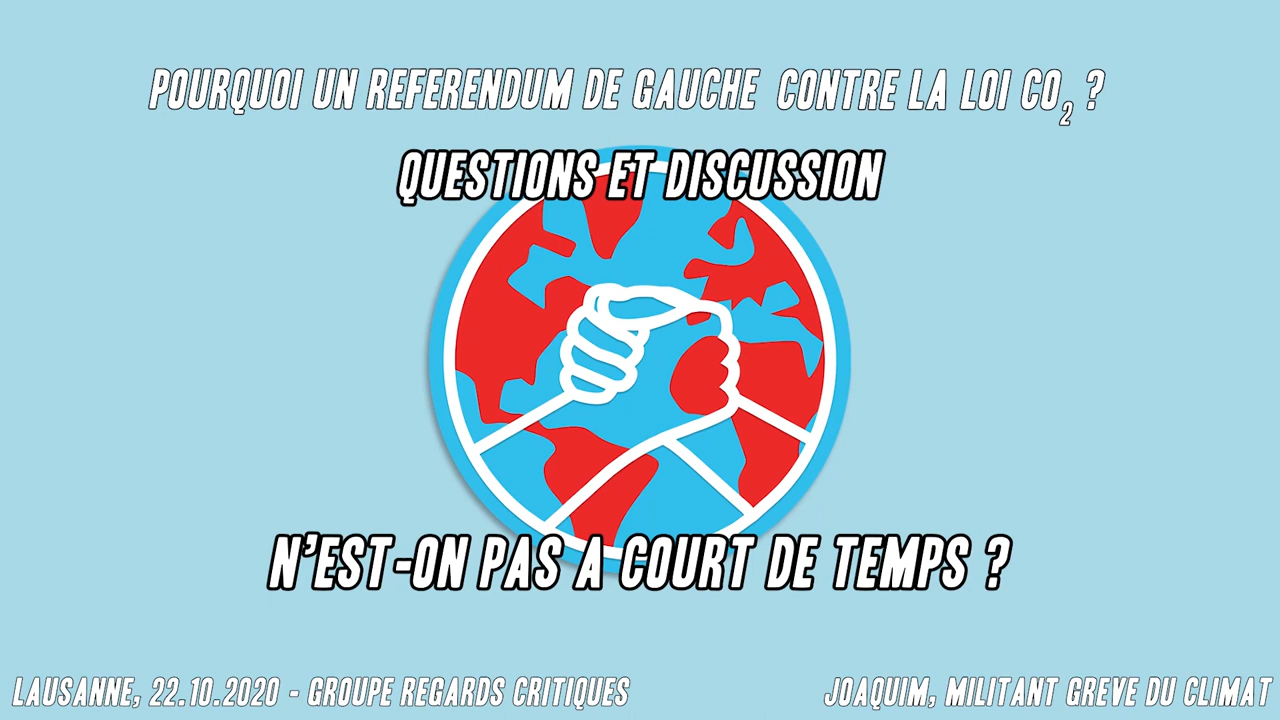 POURQUOI UN REFERENDUM DE GAUCHE CONTRE LA LOI CO₂ ?
QUESTIONS ET DISCUSSION
N'EST-ON PAS A COURT DE TEMPS ?
LAUSANNE, 22.10.2020 - GROUPE REGARDS CRITIQUES
JOAQUIM, MILITANT GREVE DU CLIMAT